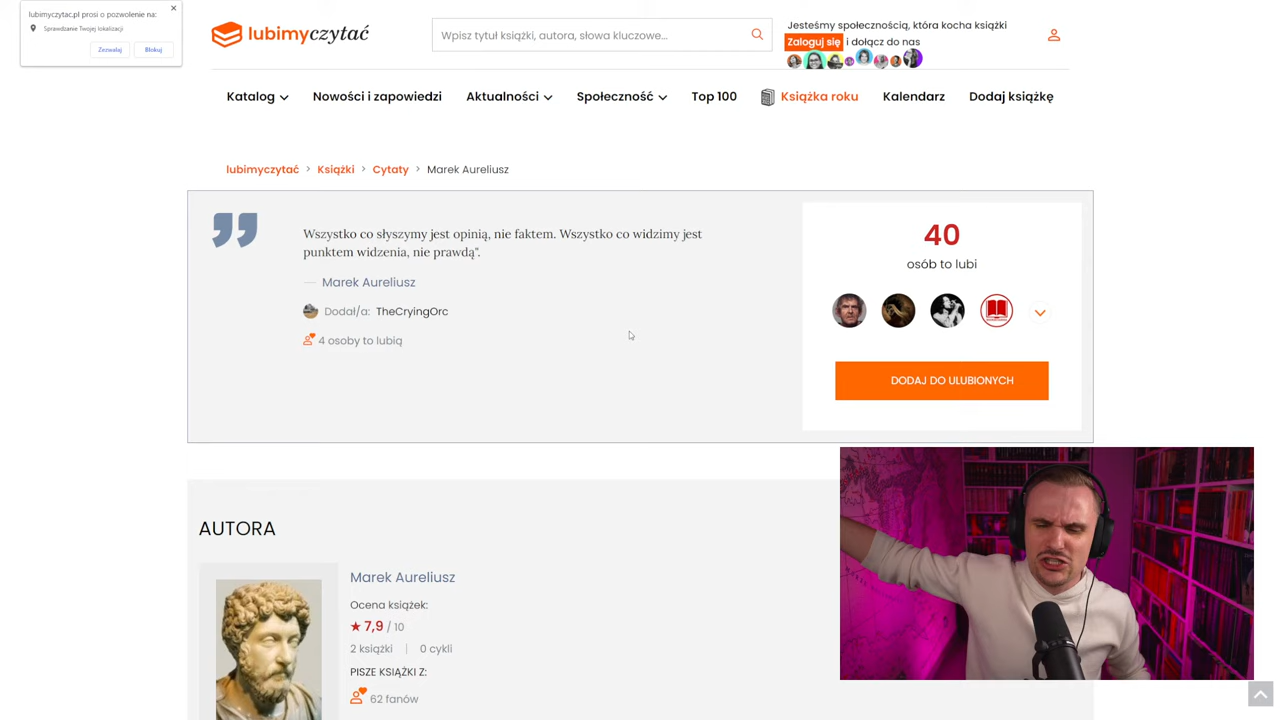 lubimyczytac.pl prosi o pozwolenie na:
Sprawdzanie Twojej lokalizacji
Zezwalaj
Blokuj
lubimyczytać
Wpisz tytuł książki, autora, słowa kluczowe...
Jesteśmy społecznością, która kocha książki
Zaloguj się i dołącz do nas
Katalog
Nowości i zapowiedzi
Aktualności
Społeczność
Top 100
Książka roku
Kalendarz
Dodaj książkę
lubimyczytać > Książki > Cytaty > Marek Aureliusz
Wszystko co słyszymy jest opinią, nie faktem. Wszystko co widzimy jest
punktem widzenia, nie prawdą".
— Marek Aureliusz
Dodał/a: TheCryingOrc
4 osoby to lubią
40
osób to lubi
DODAJ DO ULUBIONYCH
AUTORA
Marek Aureliusz
Ocena książek:
★ 7,9 / 10
2 książki | 0 cykli
PISZE KSIĄŻKI Z:
62 fanów